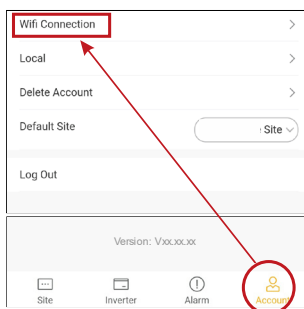 Wifi Connection
Local
Delete Account
Default Site
Site
Log Out
Version: Vxx.xx.xx
Site Inverter Alarm Account